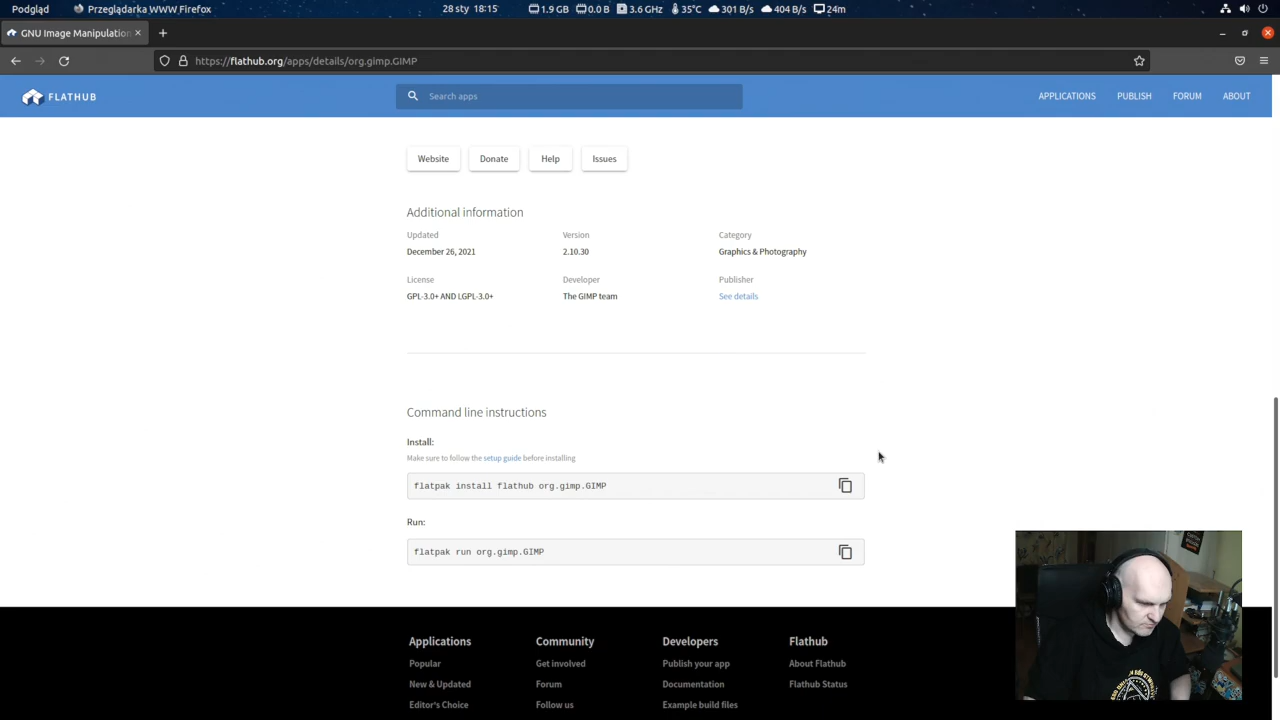 Podgląd Przeglądarka WWW Firefox 28 sty 18:15 1.9 GB 0.0 B 3.6 GHz 35°C 301 B/s 404 B/s 24m
GNU Image Manipulation
https://flathub.org/apps/details/org.gimp.GIMP
FLATHUB Search apps APPLICATIONS PUBLISH FORUM ABOUT
Website Donate Help Issues
Additional information
Updated Version Category
December 26, 2021 2.10.30 Graphics & Photography
License Developer Publisher
GPL-3.0+ AND LGPL-3.0+ The GIMP team See details
Command line instructions
Install:
Make sure to follow the setup guide before installing
flatpak install flathub org.gimp.GIMP
Run:
flatpak run org.gimp.GIMP
Applications Community Developers Flathub
Popular Get involved Publish your app About Flathub
New & Updated Forum Documentation Flathub Status
Editor's Choice Follow us Example build files